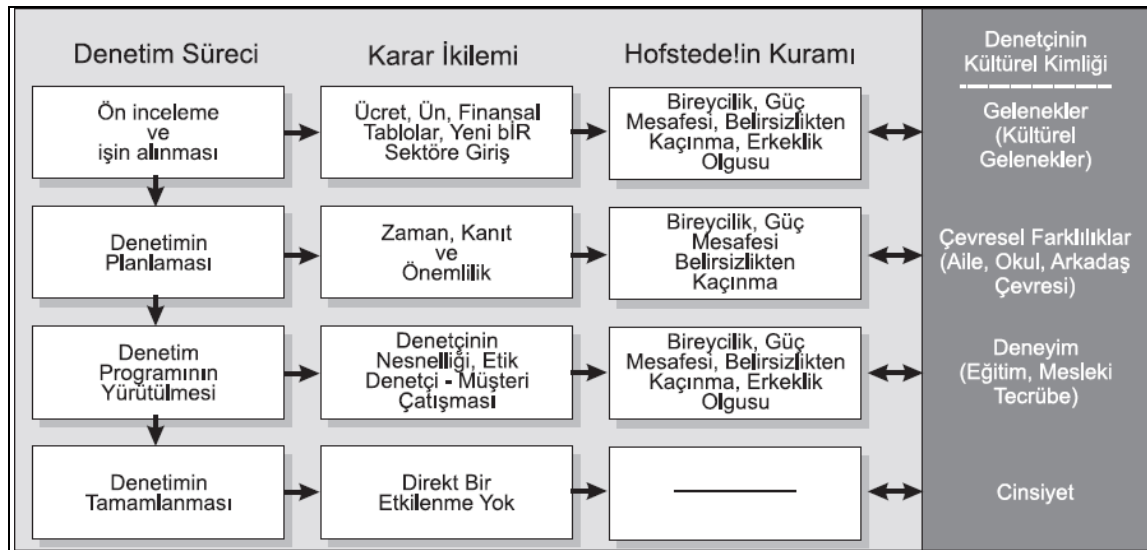 Denetim Süreci
Karar İkilemi
Hofstede!in Kuramı
Denetçinin
Kültürel Kimliği
Ön inceleme
ve
işin alınması
Ücret, Ün, Finansal
Tablolar, Yeni bİR
Sektöre Giriş
Bireycilik, Güç
Mesafesi, Belirsizlikten
Kaçınma, Erkeklik
Olgusu
Gelenekler
(Kültürel
Gelenekler)
Denetimin
Planlaması
Zaman, Kanıt
ve
Önemlilik
Bireycilik, Güç
Mesafesi
Belirsizlikten
Kaçınma
Çevresel Farklılıklar
(Aile, Okul, Arkadaş
Çevresi)
Denetim
Programının
Yürütülmesi
Denetçinin
Nesnelliği, Etik
Denetçi - Müşteri
Çatışması
Bireycilik, Güç
Mesafesi, Belirsizlikten
Kaçınma, Erkeklik
Olgusu
Deneyim
(Eğitim, Mesleki
Tecrübe)
Denetimin
Tamamlanması
Direkt Bir
Etkilenme Yok
Cinsiyet